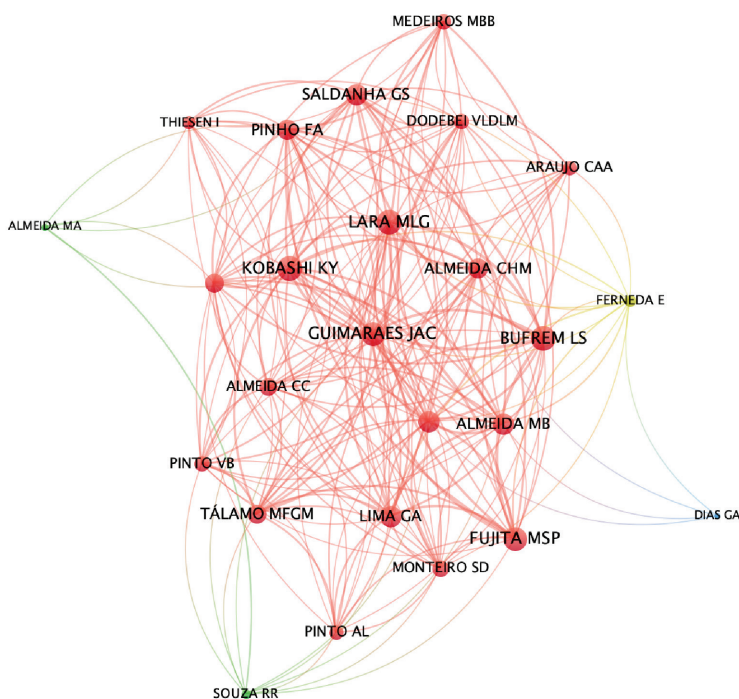 MEDEIROS MBB
SALDANHA GS
THIESEN I
PINHO FA
DODEBEI VLDLM
ARAUJO CAA
ALMEIDA MA
LARA MLG
KOBASHI KY
ALMEIDA CHM
FERNEDA E
GUIMARAES JAC
BUFREM LS
ALMEIDA CC
ALMEIDA MB
PINTO VB
TÁLAMO MFGM
LIMA GA
DIAS GA
FUJITA MSP
MONTEIRO SD
PINTO AL
SOUZA RR